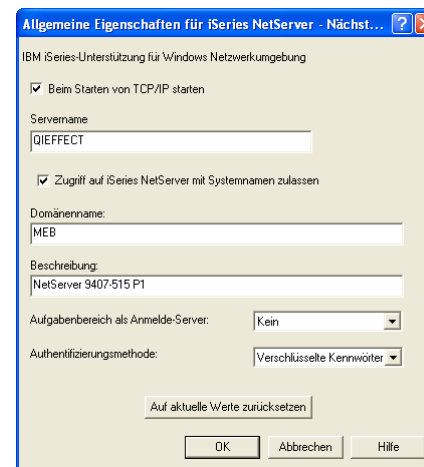 Allgemeine Eigenschaften für iSeries NetServer - Nächst...
IBM iSeries-Unterstützung für Windows Netzwerkumgebung
Beim Starten von TCP/IP starten
Servername
QIEFFECT
Zugriff auf iSeries NetServer mit Systemnamen zulassen
Domänenname:
MEB
Beschreibung:
NetServer 9407-515 P1
Aufgabenbereich als Anmelde-Server: Kein
Authentifizierungsmethode: Verschlüsselte Kennwörter
Auf aktuelle Werte zurücksetzen
OK Abbrechen Hilfe